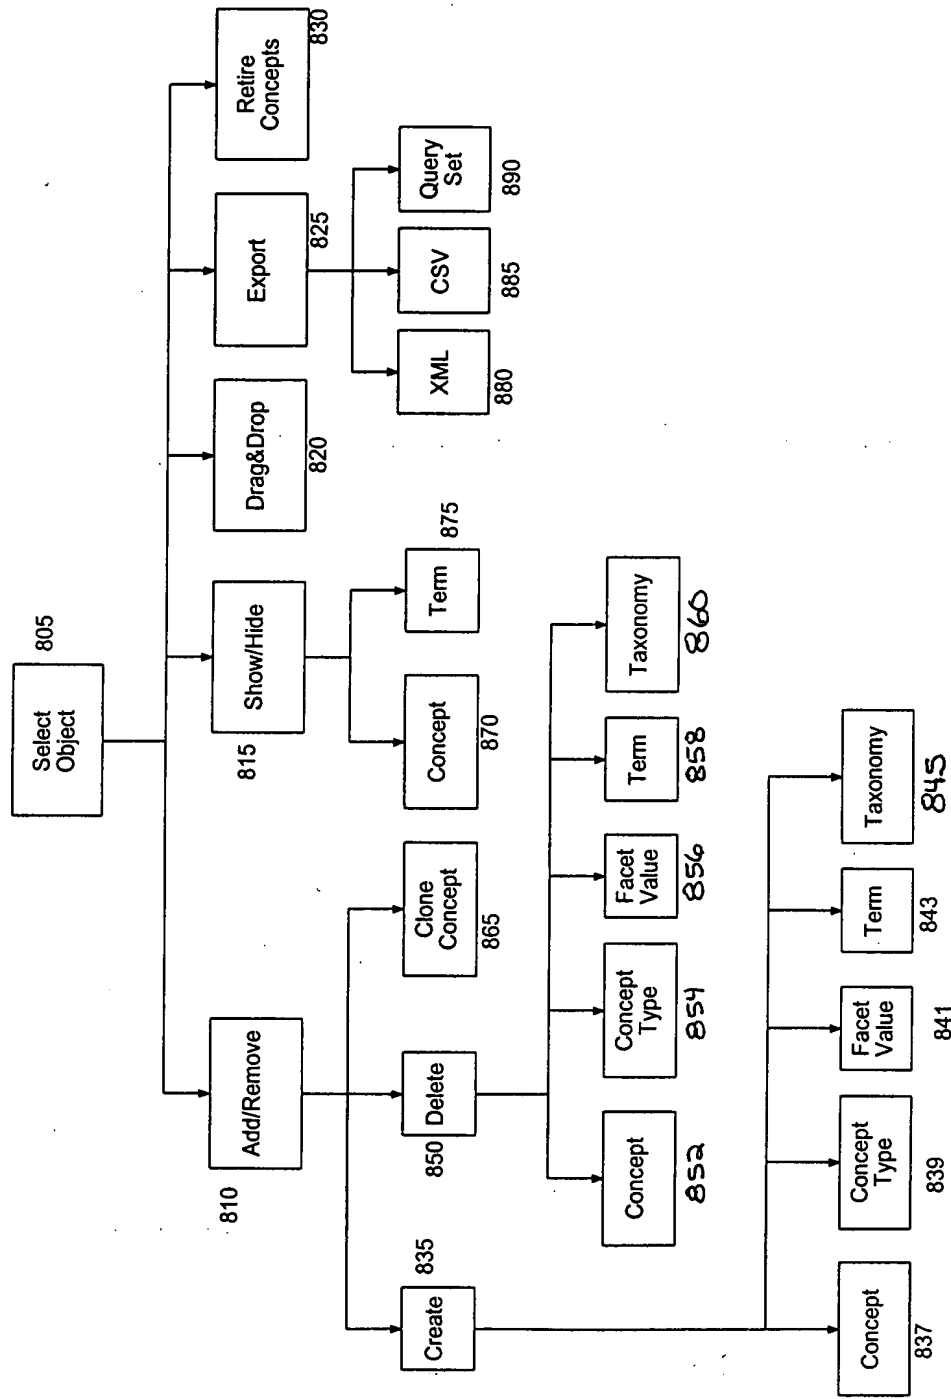 Select
Object
805
Add/Remove
810
Show/Hide
815
Drag&Drop
820
Export
825
Retire
Concepts
830
Create
835
Delete
850
Clone
Concept
865
Concept
870
Term
875
XML
880
CSV
885
Query
Set
890
Concept
852
Concept
Type
854
Facet
Value
856
Term
858
Taxonomy
860
Concept
837
Concept
Type
839
Facet
Value
841
Term
843
Taxonomy
845